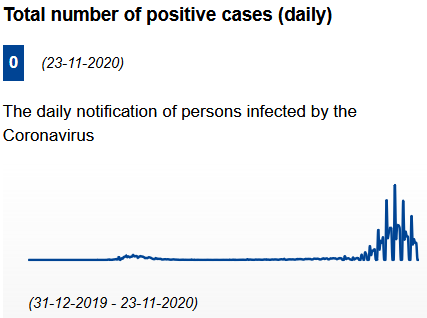 Total number of positive cases (daily)
0 (23-11-2020)
The daily notification of persons infected by the
Coronavirus
(31-12-2019 - 23-11-2020)